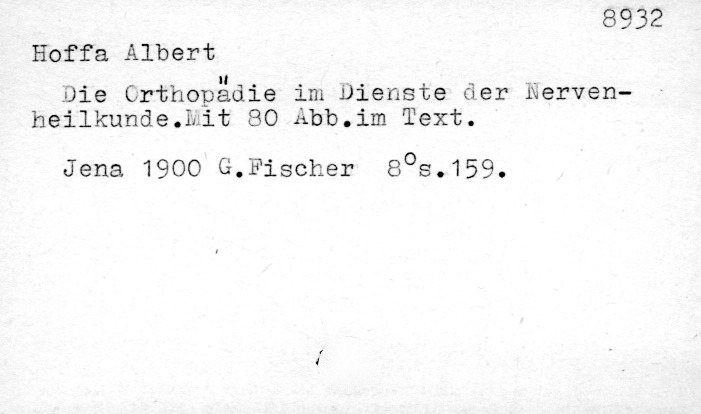 8932
Hoffa Albert
Die Orthopädie im Dienste der Nerven-
heilkunde.Mit 80 Abb.im Text.
Jena 1900 G.Fischer 8°s.159.